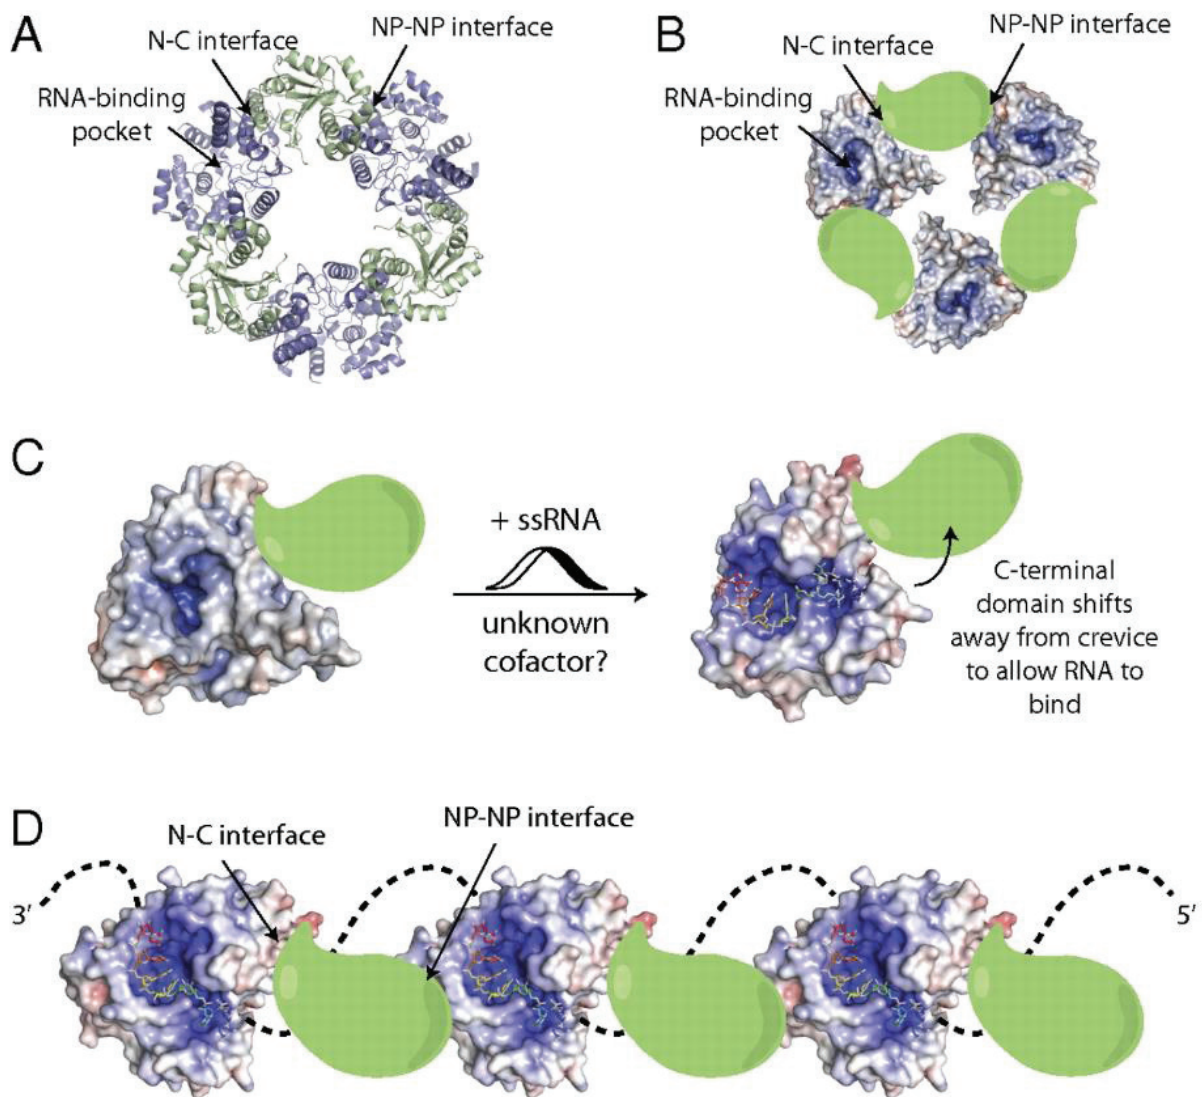 A
N-C interface
NP-NP interface
RNA-binding
pocket
B
N-C interface
NP-NP interface
RNA-binding
pocket
C
+ ssRNA
unknown
cofactor?
C-terminal
domain shifts
away from crevice
to allow RNA to
bind
D
N-C interface
NP-NP interface
3′
5′